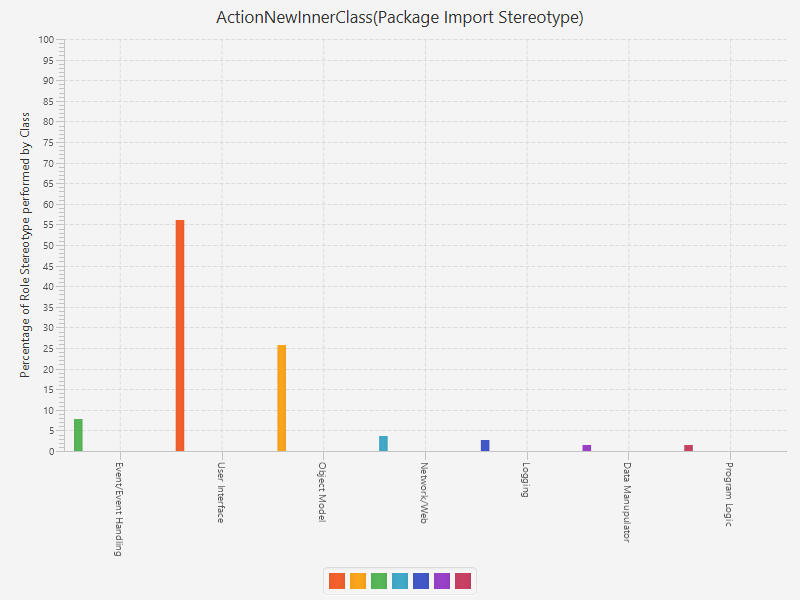 ActionNewInnerClass(Package Import Stereotype)
Percentage of Role Stereotype performed by Class
100
95
90
85
80
75
70
65
60
55
50
45
40
35
30
25
20
15
10
5
0
Event/Event Handling
User Interface
Object Model
Network/Web
Logging
Data Manupulator
Program Logic